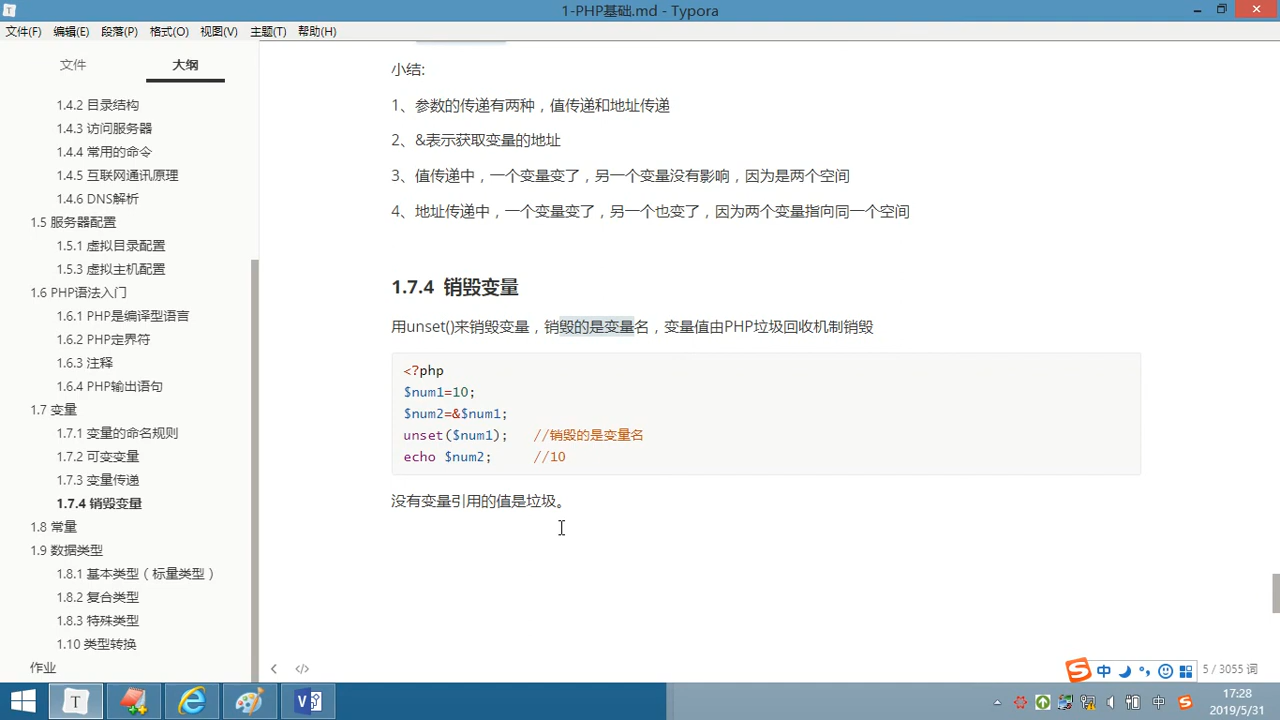 1-PHP基础.md - Typora
文件(F) 编辑(E) 段落(P) 格式(O) 视图(V) 主题(T) 帮助(H)
文件 大纲
1.4.2 目录结构
1.4.3 访问服务器
1.4.4 常用的命令
1.4.5 互联网通讯原理
1.4.6 DNS解析
1.5 服务器配置
1.5.1 虚拟目录配置
1.5.3 虚拟主机配置
1.6 PHP语法入门
1.6.1 PHP是编译型语言
1.6.2 PHP定界符
1.6.3 注释
1.6.4 PHP输出语句
1.7 变量
1.7.1 变量的命名规则
1.7.2 可变变量
1.7.3 变量传递
1.7.4 销毁变量
1.8 常量
1.9 数据类型
1.8.1 基本类型（标量类型）
1.8.2 复合类型
1.8.3 特殊类型
1.10 类型转换
作业
小结:
1、参数的传递有两种，值传递和地址传递
2、&表示获取变量的地址
3、值传递中，一个变量变了，另一个变量没有影响，因为是两个空间
4、地址传递中，一个变量变了，另一个也变了，因为两个变量指向同一个空间
1.7.4 销毁变量
用unset()来销毁变量，销毁的是变量名，变量值由PHP垃圾回收机制销毁
<?php
$num1=10;
$num2=&$num1;
unset($num1); //销毁的是变量名
echo $num2; //10
没有变量引用的值是垃圾。
中
5 / 3055 词
中
17:28
2019/5/31